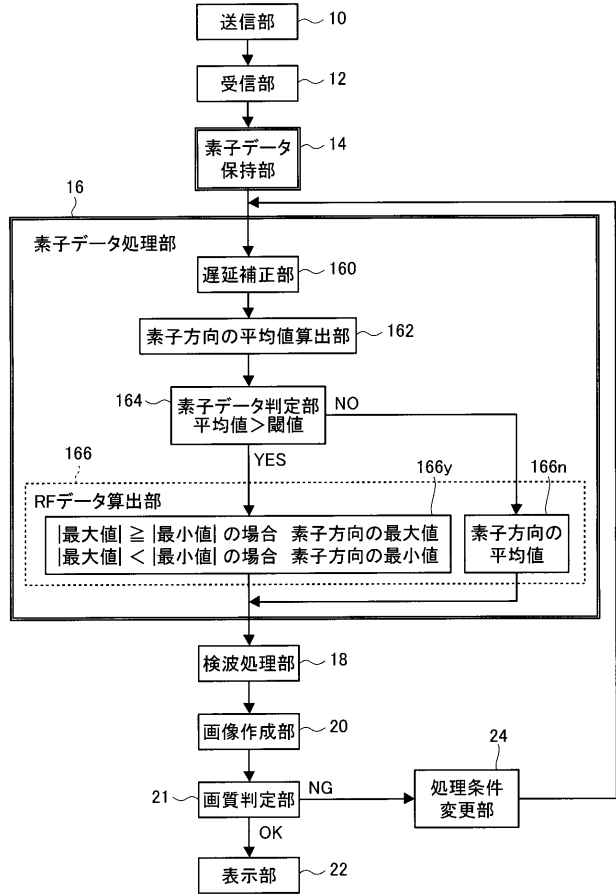 送信部
10
受信部
12
素子データ
保持部
14
16
素子データ処理部
遅延補正部
160
素子方向の平均値算出部
162
164
素子データ判定部
平均値＞閾値
NO
YES
166
166y
166n
RFデータ算出部
|最大値| ≧ |最小値| の場合 素子方向の最大値
|最大値| ＜ |最小値| の場合 素子方向の最小値
素子方向の
平均値
検波処理部
18
画像作成部
20
21
画質判定部
NG
24
処理条件
変更部
OK
表示部
22